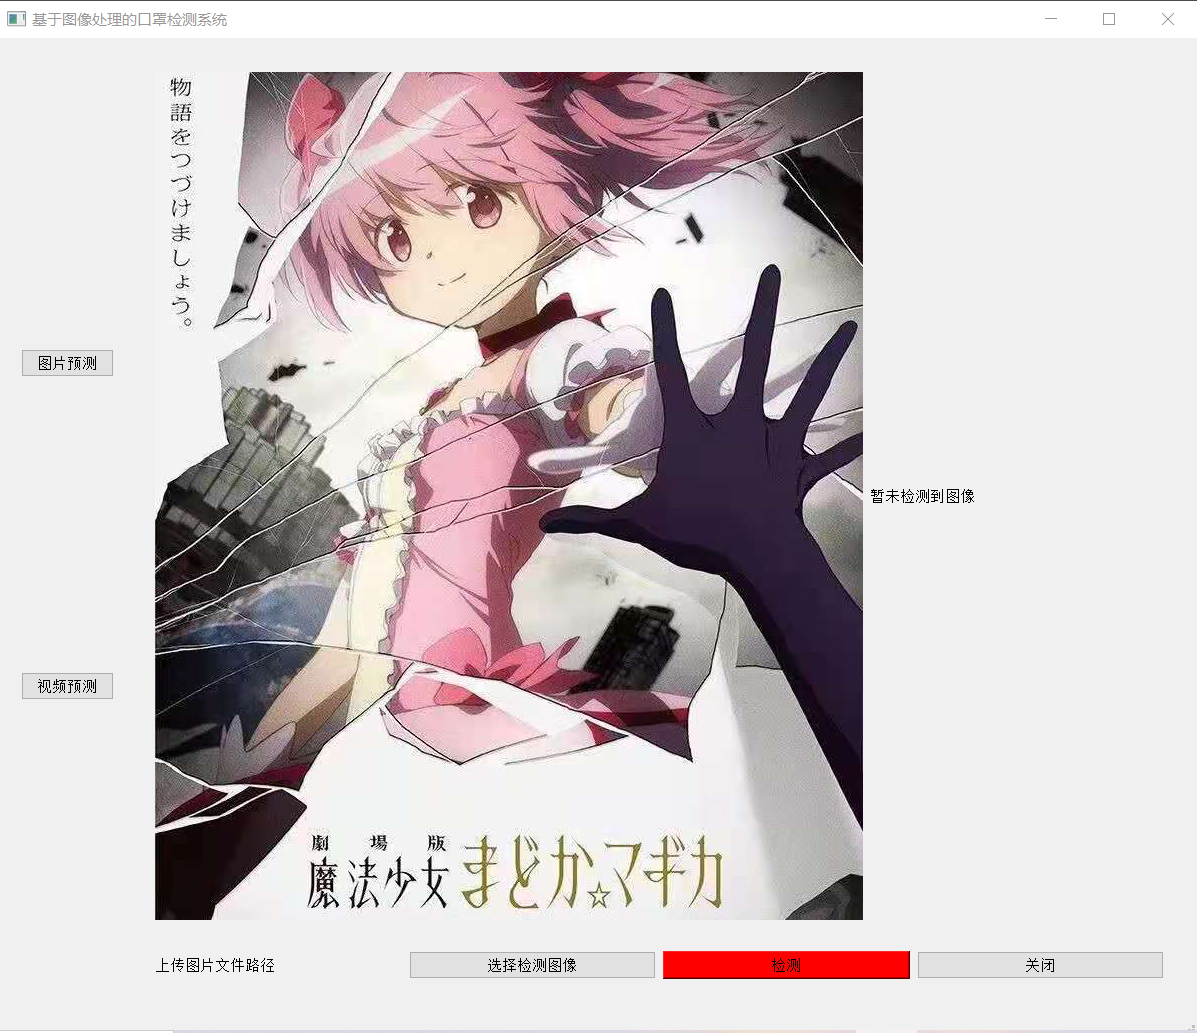 基于图像处理的口罩检测系统
物語をつづけましょう。
图片预测
暂未检测到图像
视频预测
劇場版
魔法少女まどか☆マギカ
上传图片文件路径
选择检测图像
检测
关闭